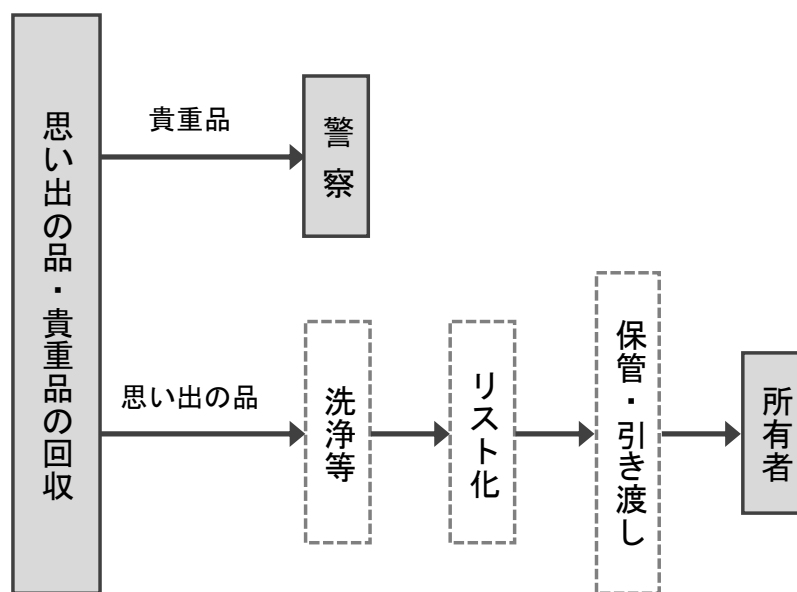 思い出の品・貴重品の回収
貴重品
警察
思い出の品
洗浄等
リスト化
保管・引き渡し
所有者